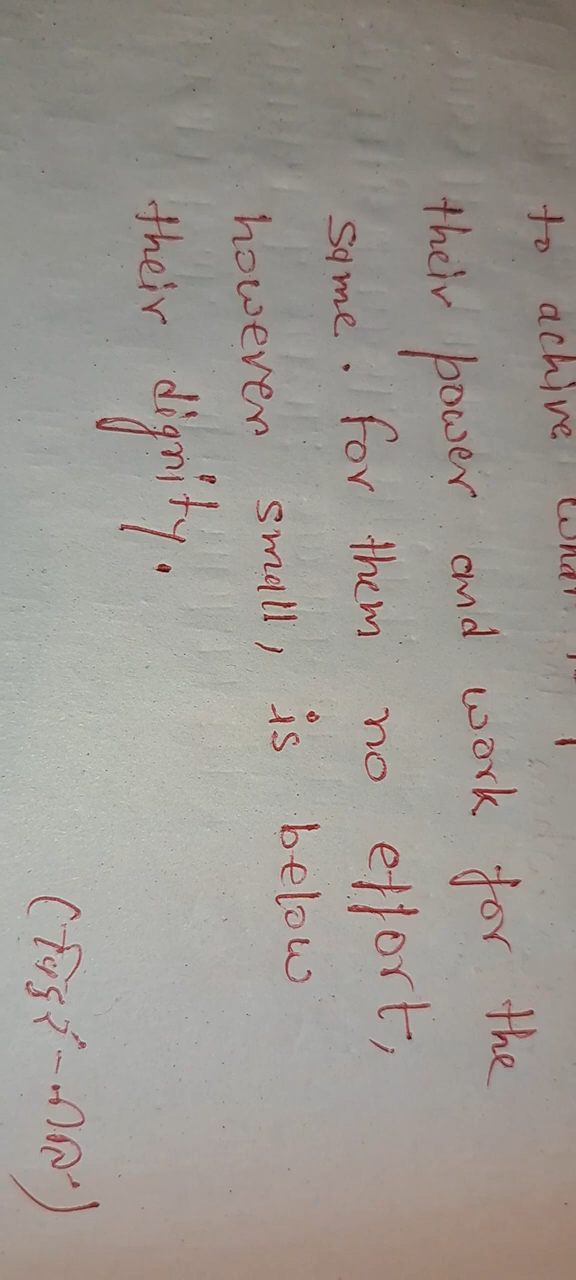 to achive what
their power and work for the
same. for them no effort,
however small, is below
their dignity.